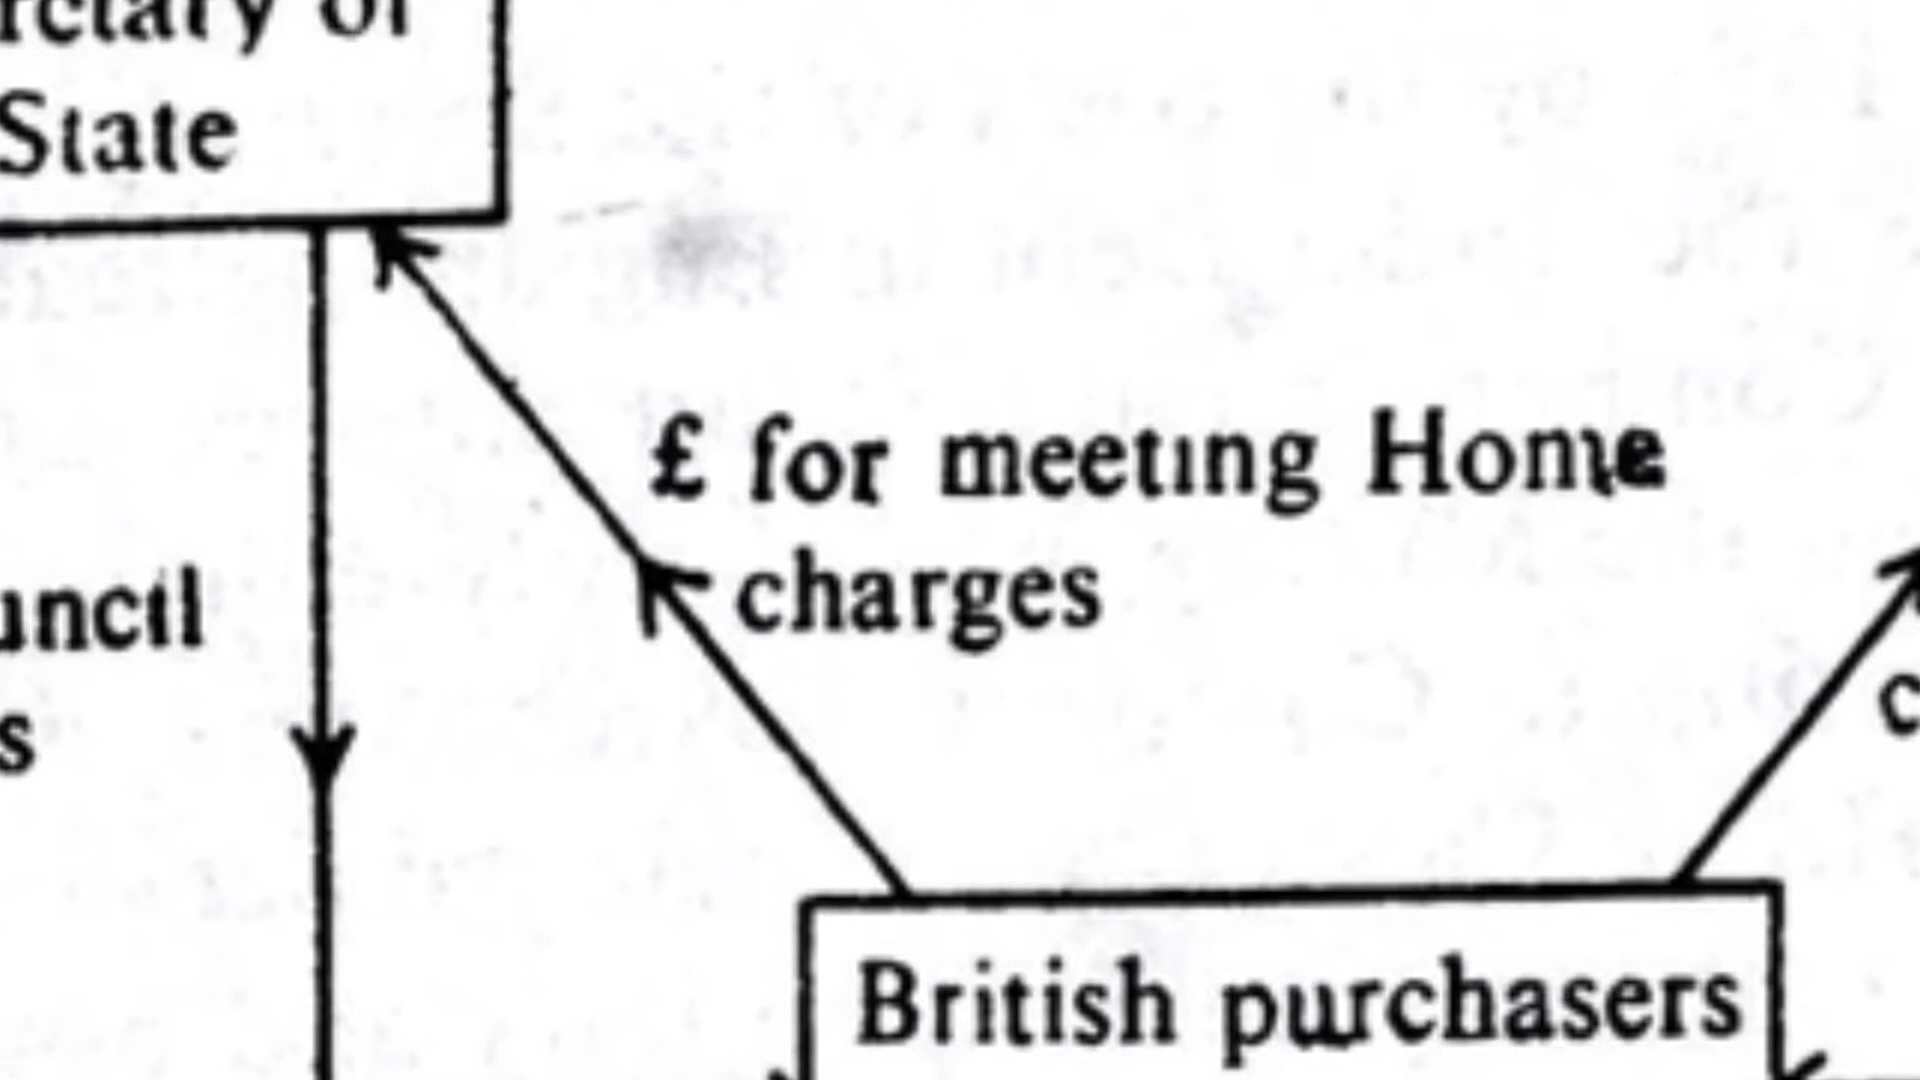 State
£ for meeting Home
charges
British purchasers